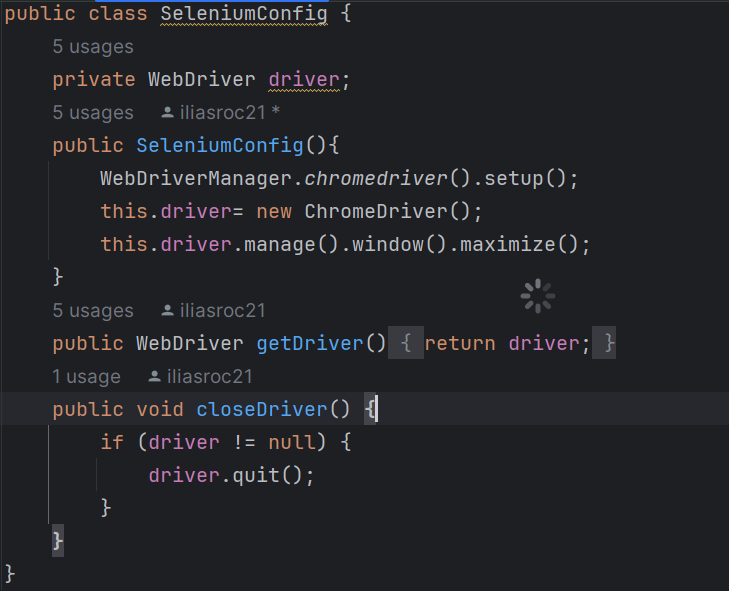 public class SeleniumConfig {
5 usages
private WebDriver driver;
5 usages iliasroc21 *
public SeleniumConfig(){
WebDriverManager.chromedriver().setup();
this.driver= new ChromeDriver();
this.driver.manage().window().maximize();
}
5 usages iliasroc21
public WebDriver getDriver() { return driver; }
1 usage iliasroc21
public void closeDriver() {
if (driver != null) {
driver.quit();
}
}
}